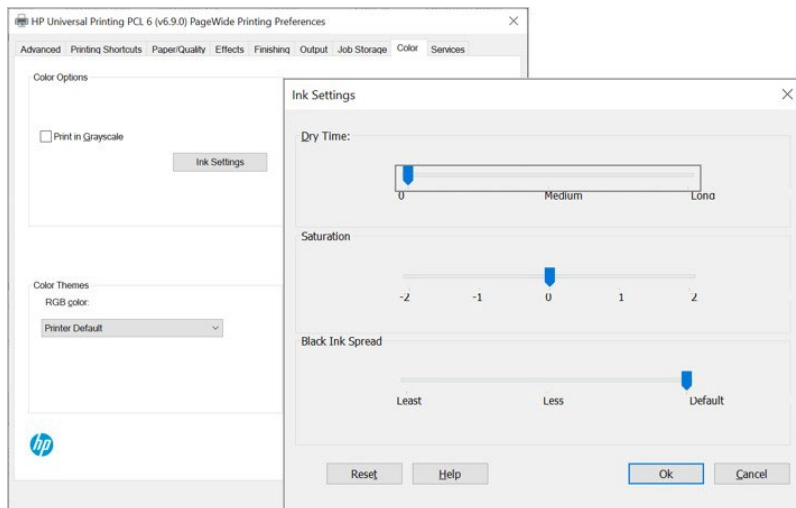 HP Universal Printing PCL 6 (v6.9.0) PageWide Printing Preferences
Advanced Printing Shortcuts Paper/Quality Effects Finishing Output Job Storage Color Services
Color Options
Print in Grayscale
Ink Settings
Color Themes
RGB color:
Printer Default
hp
Ink Settings
Dry Time:
0 Medium Long
Saturation
-2 -1 0 1 2
Black Ink Spread
Least Less Default
Reset Help Ok Cancel